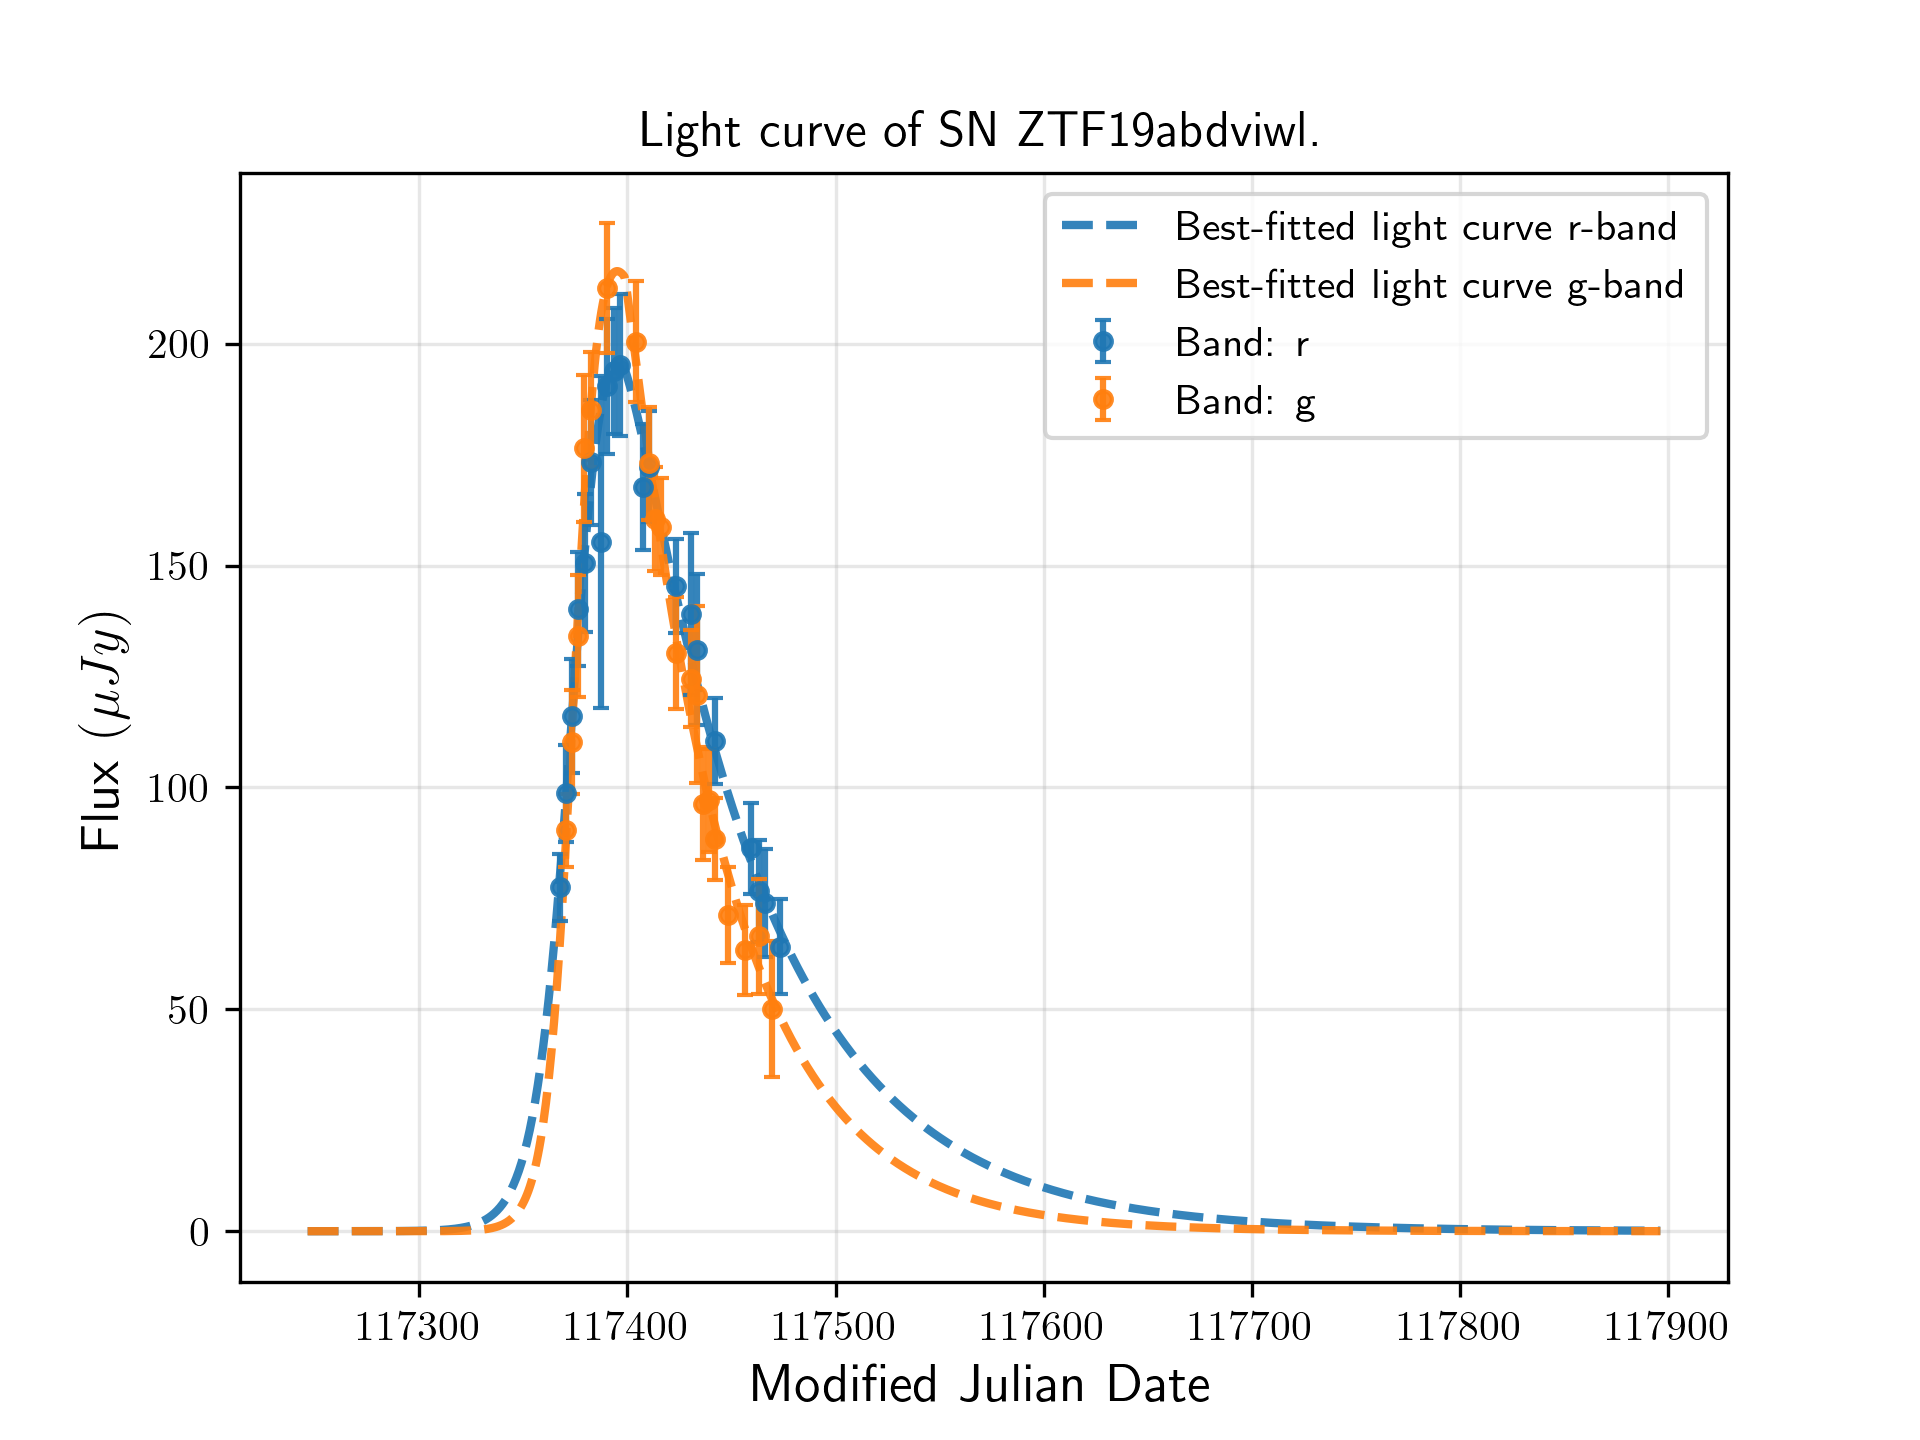 Light curve of SN ZTF19abdviwl.
Best-fitted light curve r-band
Best-fitted light curve g-band
Band: r
Band: g
Flux (μJy)
200
150
100
50
0
117300 117400 117500 117600 117700 117800 117900
Modified Julian Date